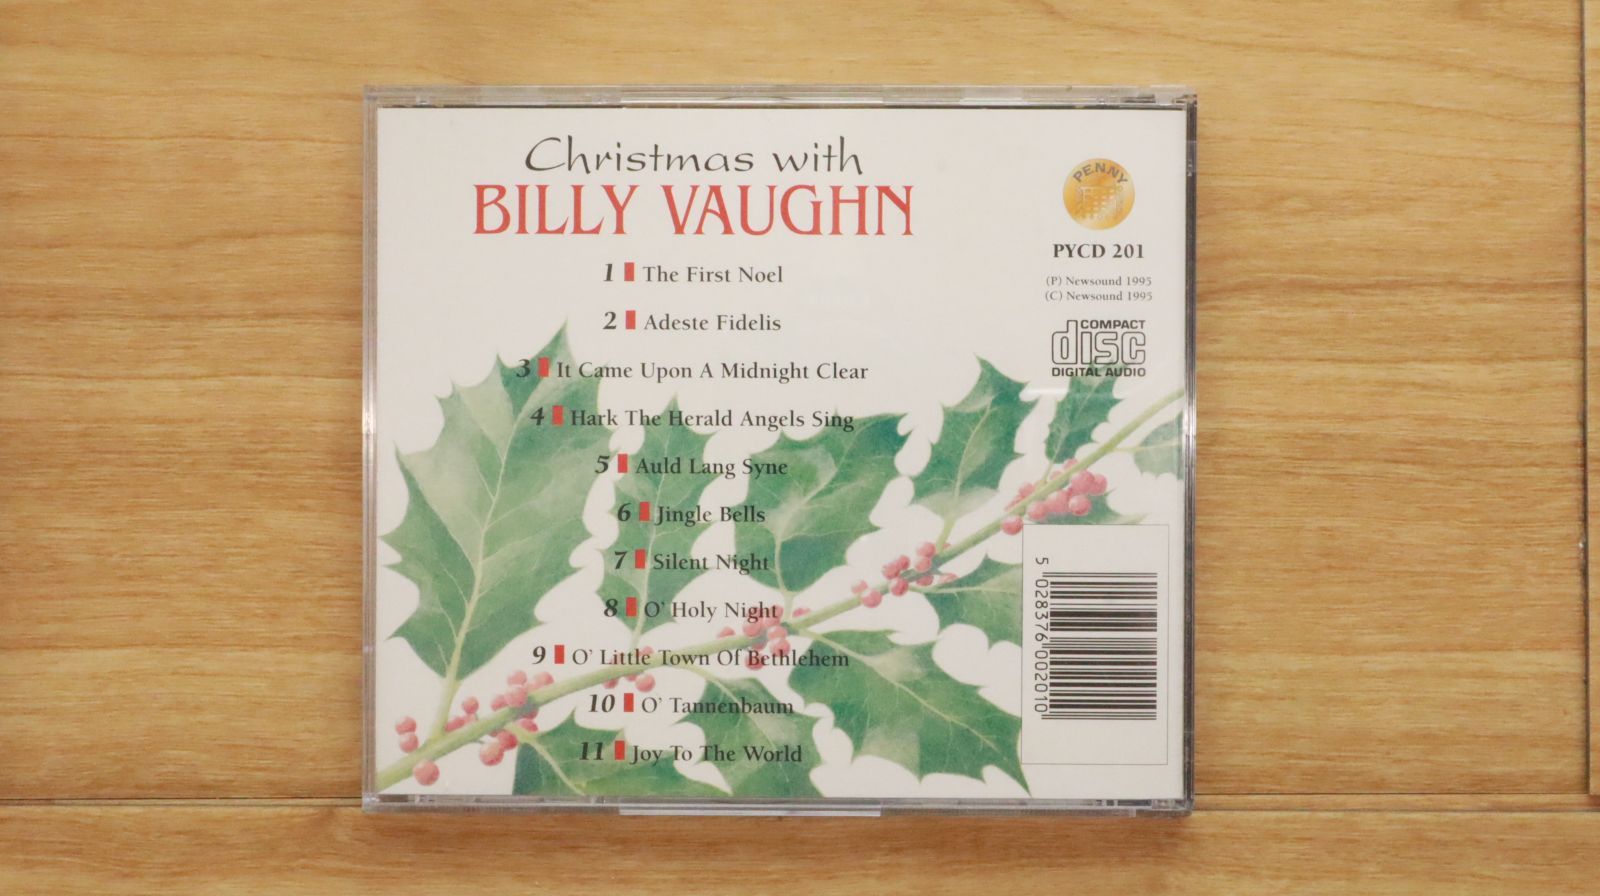 Christmas with
BILLY VAUGHN
1 The First Noel
2 Adeste Fidelis
3 It Came Upon A Midnight Clear
4 Hark The Herald Angels Sing
5 Auld Lang Syne
6 Jingle Bells
7 Silent Night
8 O' Holy Night
9 O' Little Town Of Bethlehem
10 O' Tannenbaum
11 Joy To The World
PENNY
PYCD 201
(P) Newsound 1995
(C) Newsound 1995
COMPACT
disc
DIGITAL AUDIO
5 028376 002010